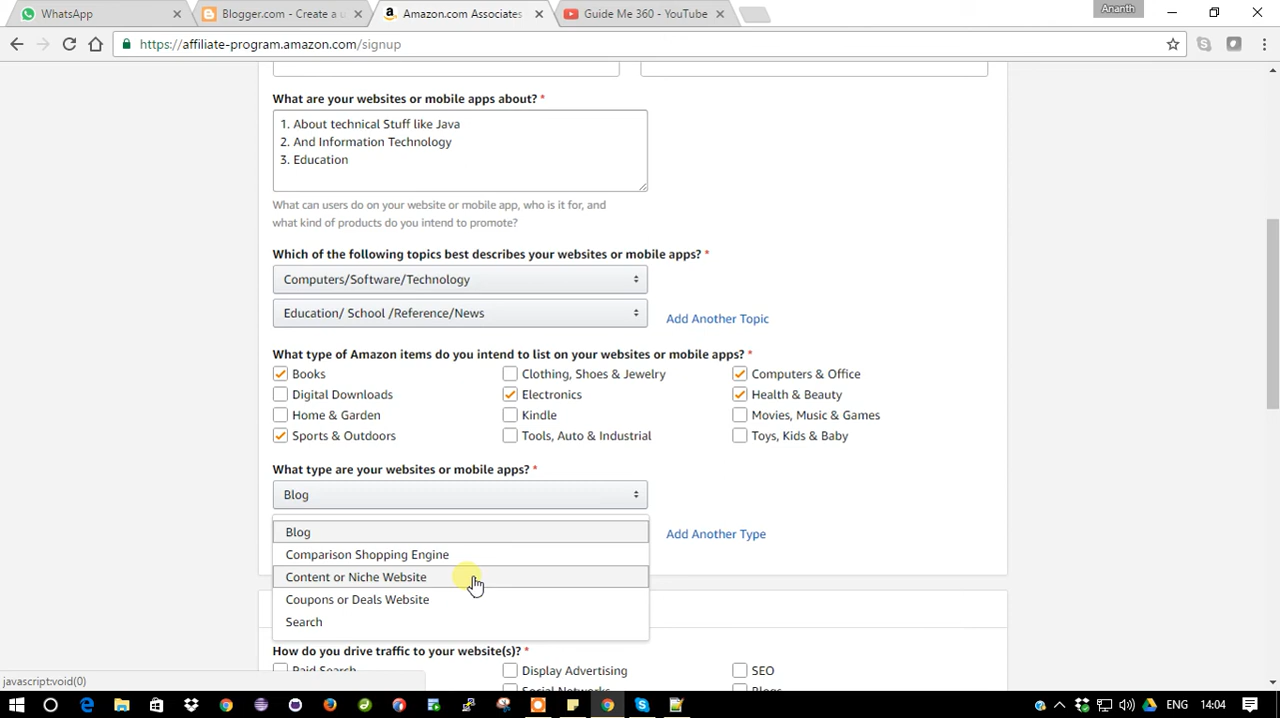 WhatsApp
Blogger.com - Create a u
Amazon.com Associates
Guide Me 360 - YouTube
Ananth
https://affiliate-program.amazon.com/signup
What are your websites or mobile apps about? *
1. About technical Stuff like Java
2. And Information Technology
3. Education
What can users do on your website or mobile app, who is it for, and
what kind of products do you intend to promote?
Which of the following topics best describes your websites or mobile apps? *
Computers/Software/Technology
Education/ School /Reference/News
Add Another Topic
What type of Amazon items do you intend to list on your websites or mobile apps? *
Books Clothing, Shoes & Jewelry Computers & Office
Digital Downloads Electronics Health & Beauty
Home & Garden Kindle Movies, Music & Games
Sports & Outdoors Tools, Auto & Industrial Toys, Kids & Baby
What type are your websites or mobile apps? *
Blog
Blog
Add Another Type
Comparison Shopping Engine
Content or Niche Website
Coupons or Deals Website
Search
How do you drive traffic to your website(s)? *
Paid Search Display Advertising SEO
Social Networks Blogs
javascript:void(0)
ENG 14:04